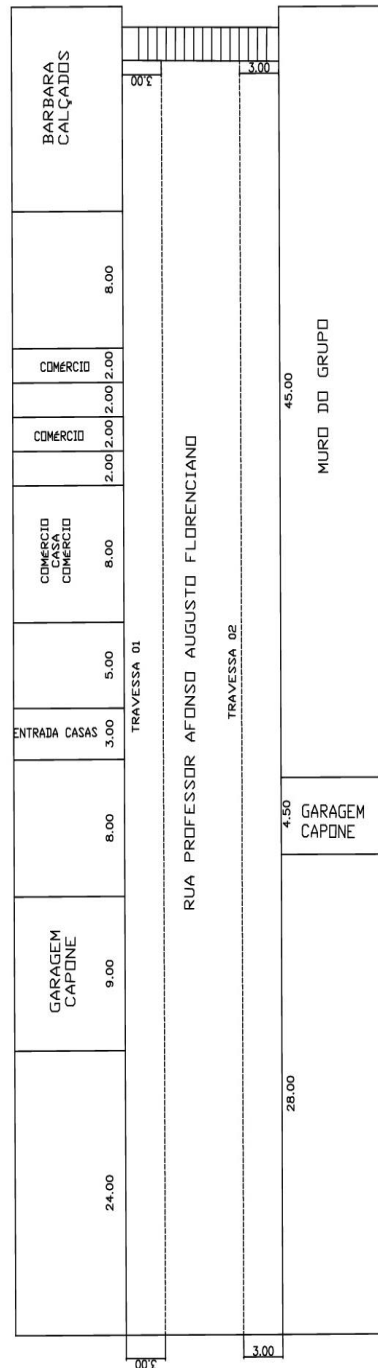 3.00
3.00
BARBARA
CALÇADOS
8.00
COMÉRCIO
2.00
2.00
COMÉRCIO
2.00
2.00
COMÉRCIO
CASA
COMÉRCIO
8.00
5.00
ENTRADA CASAS
3.00
8.00
GARAGEM
CAPONE
9.00
24.00
TRAVESSA 01
RUA PROFESSOR AFONSO AUGUSTO FLORENCIANO
TRAVESSA 02
45.00
MURO DO GRUPO
4.50
GARAGEM
CAPONE
28.00
3.00
3.00